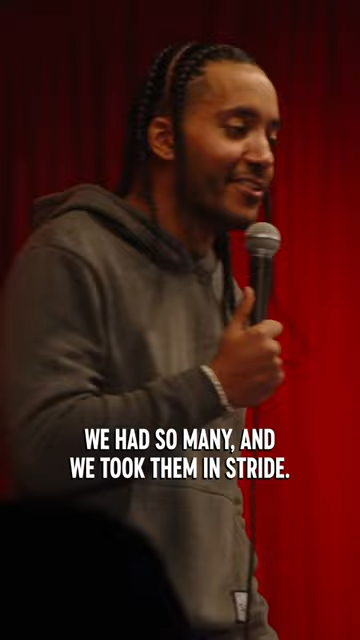 WE HAD SO MANY, AND
WE TOOK THEM IN STRIDE.